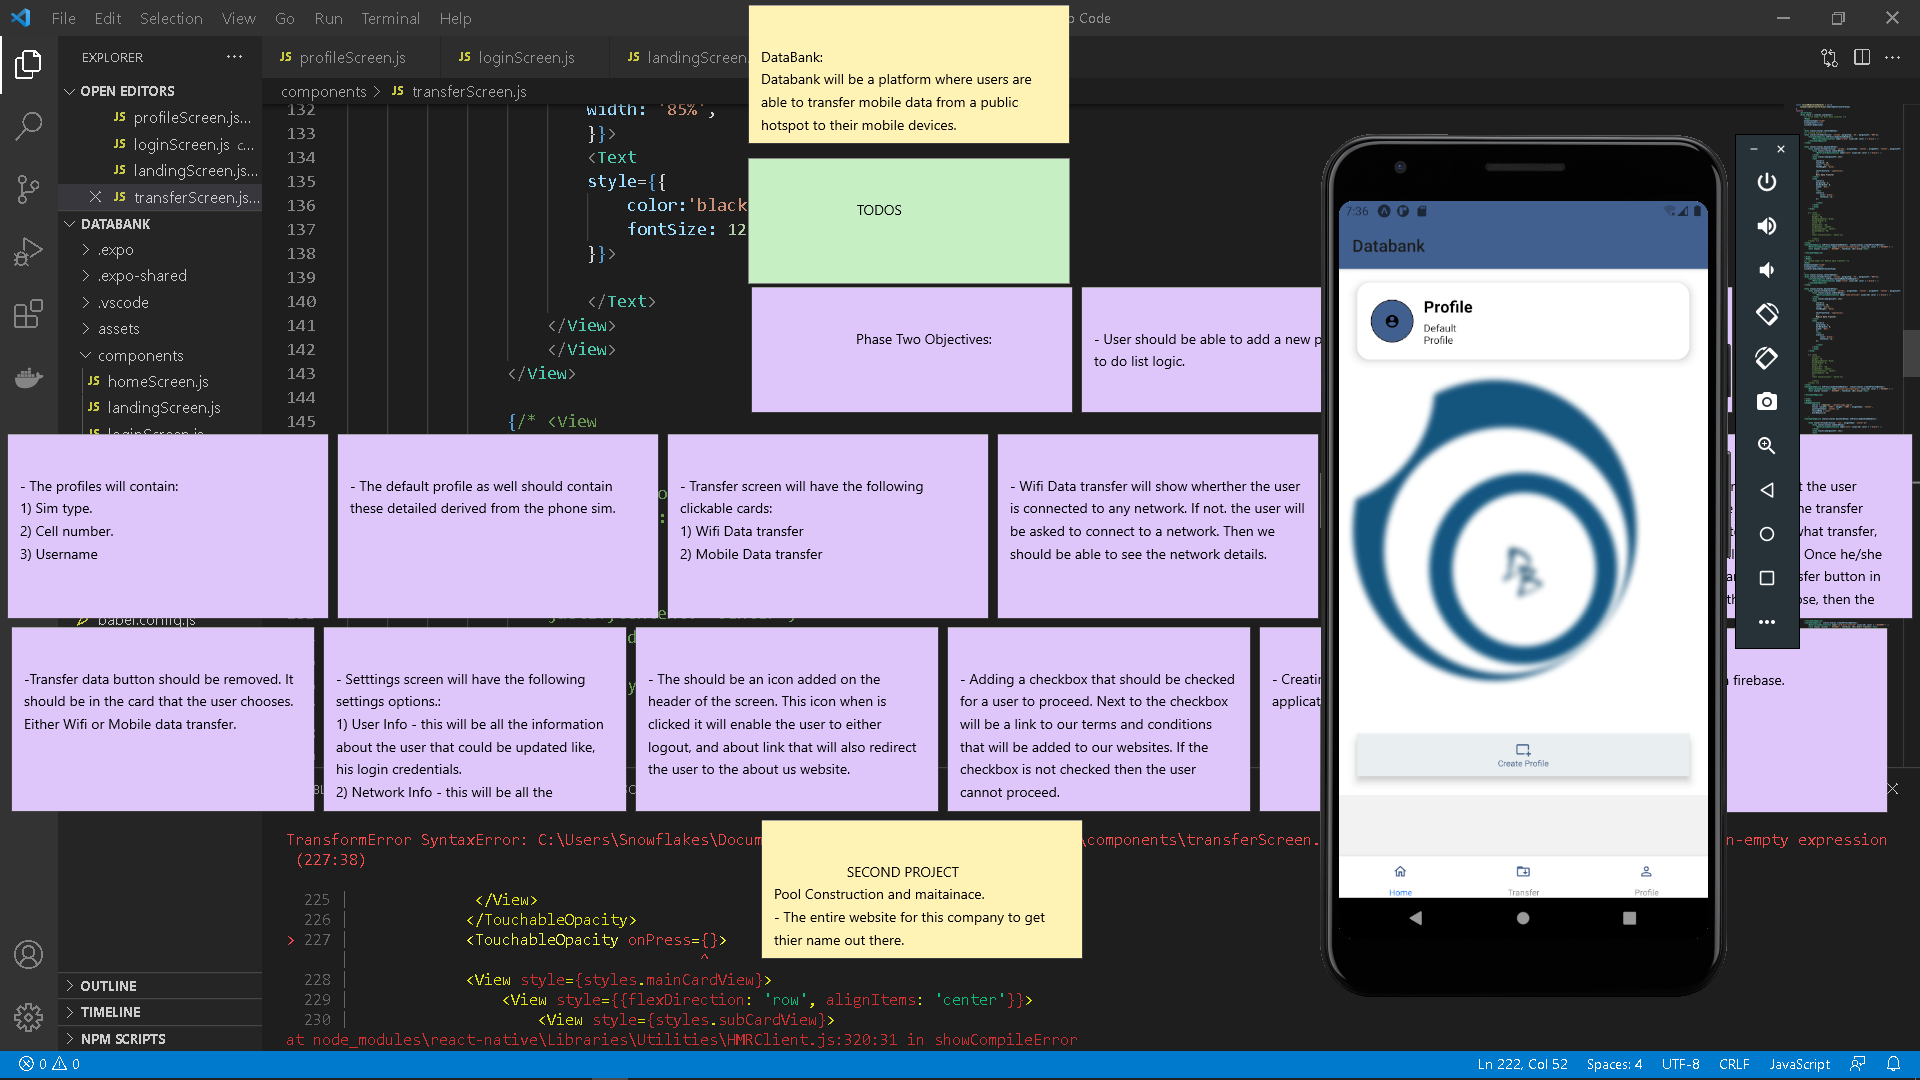 File Edit Selection View Go Run Terminal Help
Code
EXPLORER
JS profileScreen.js
JS loginScreen.js
JS landingScreen.
OPEN EDITORS
JS profileScreen.js...
JS loginScreen.js c...
JS landingScreen.js...
JS transferScreen.js...
DATABANK
.expo
.expo-shared
.vscode
assets
components
JS homeScreen.js
JS landingScreen.js
JS loginScreen.js
babel.config.js
OUTLINE
TIMELINE
NPM SCRIPTS
components > JS transferScreen.js
132 width: '85%',
133 }}>
134 <Text
135 style={{
136 color:'black
137 fontSize: 12
138 }}>
139
140 </Text>
141 </View>
142 </View>
143 </View>
144
145 {/* <View
DataBank:
Databank will be a platform where users are
able to transfer mobile data from a public
hotspot to their mobile devices.
TODOS
Phase Two Objectives:
- User should be able to add a new p
to do list logic.
- The profiles will contain:
1) Sim type.
2) Cell number.
3) Username
- The default profile as well should contain
these detailed derived from the phone sim.
- Transfer screen will have the following
clickable cards:
1) Wifi Data transfer
2) Mobile Data transfer
- Wifi Data transfer will show wherther the user
is connected to any network. If not. the user will
be asked to connect to a network. Then we
should be able to see the network details.
t the user
he transfer
what transfer,
Once he/she
sfer button in
ose, then the
-Transfer data button should be removed. It
should be in the card that the user chooses.
Either Wifi or Mobile data transfer.
- Setttings screen will have the following
settings options.:
1) User Info - this will be all the information
about the user that could be updated like,
his login credentials.
2) Network Info - this will be all the
- The should be an icon added on the
header of the screen. This icon when is
clicked it will enable the user to either
logout, and about link that will also redirect
the user to the about us website.
- Adding a checkbox that should be checked
for a user to proceed. Next to the checkbox
will be a link to our terms and conditions
that will be added to our websites. If the
checkbox is not checked then the user
cannot proceed.
- Creatin
applicat
firebase.
SECOND PROJECT
Pool Construction and maitainace.
- The entire website for this company to get
thier name out there.
7:36
Databank
Profile
Default
Profile
DB
Create Profile
Home
Transfer
Profile
TransformError SyntaxError: C:\Users\Snowflakes\Docum \components\transferScreen. n-empty expression
(227:38)
225 | </View>
226 | </TouchableOpacity>
> 227 | <TouchableOpacity onPress={}>
| ^
228 | <View style={styles.mainCardView}>
229 | <View style={{flexDirection: 'row', alignItems: 'center'}}>
230 | <View style={styles.subCardView}>
at node_modules\react-native\Libraries\Utilities\HMRClient.js:320:31 in showCompileError
0 0
Ln 222, Col 52 Spaces: 4 UTF-8 CRLF JavaScript